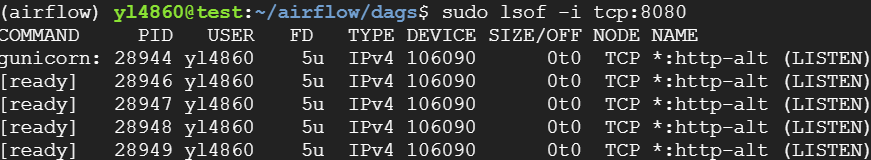 (airflow) yl4860@test:~/airflow/dags$ sudo lsof -i tcp:8080
COMMAND     PID   USER   FD   TYPE DEVICE SIZE/OFF NODE NAME
gunicorn: 28944 yl4860    5u  IPv4 106090      0t0  TCP *:http-alt (LISTEN)
[ready]   28946 yl4860    5u  IPv4 106090      0t0  TCP *:http-alt (LISTEN)
[ready]   28947 yl4860    5u  IPv4 106090      0t0  TCP *:http-alt (LISTEN)
[ready]   28948 yl4860    5u  IPv4 106090      0t0  TCP *:http-alt (LISTEN)
[ready]   28949 yl4860    5u  IPv4 106090      0t0  TCP *:http-alt (LISTEN)